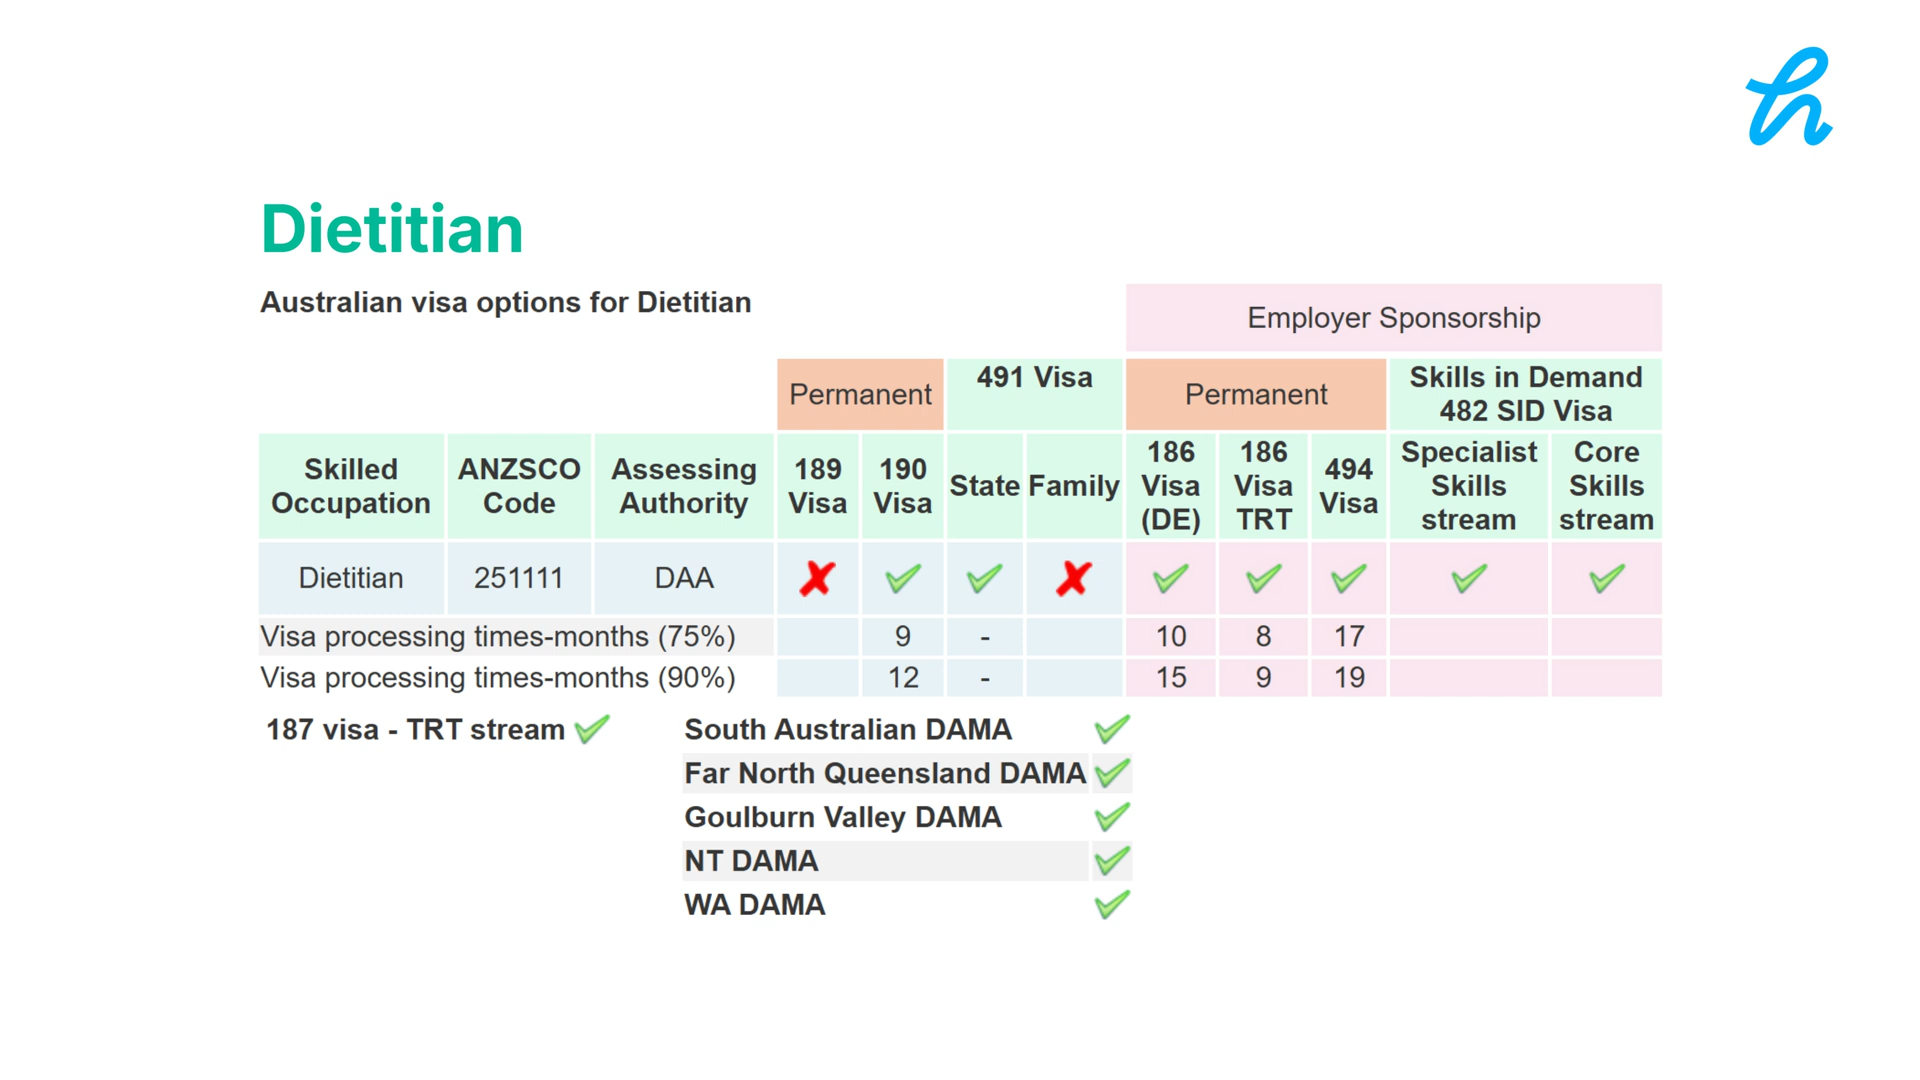 Dietitian
Australian visa options for Dietitian
Employer Sponsorship
Permanent
491 Visa
Permanent
Skills in Demand
482 SID Visa
Skilled
Occupation
ANZSCO
Code
Assessing
Authority
189
Visa
190
Visa
State
Family
186
Visa
(DE)
186
Visa
TRT
494
Visa
Specialist
Skills
stream
Core
Skills
stream
Dietitian 251111 DAA
Visa processing times-months (75%) 9 - 10 8 17
Visa processing times-months (90%) 12 - 15 9 19
187 visa - TRT stream
South Australian DAMA
Far North Queensland DAMA
Goulburn Valley DAMA
NT DAMA
WA DAMA